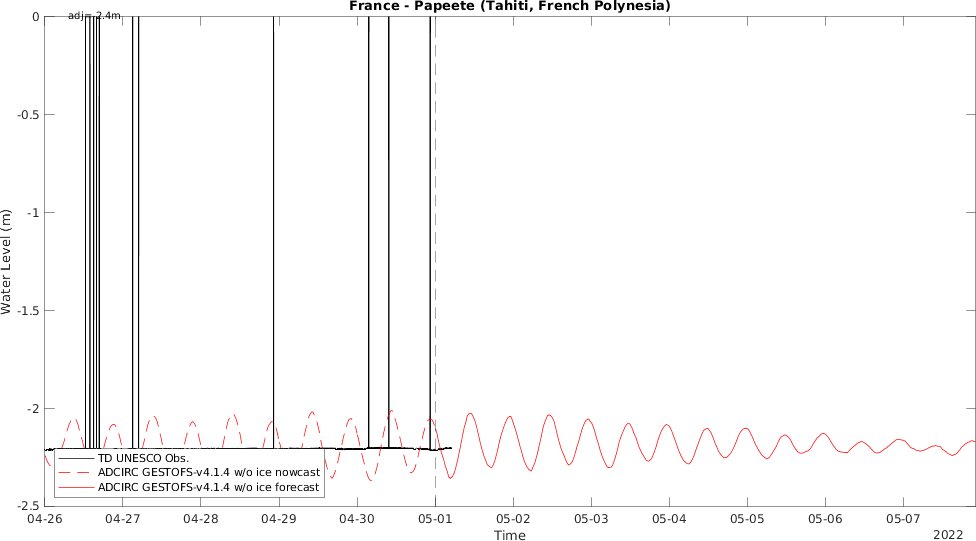 France - Papeete (Tahiti, French Polynesia)
adj= 2.4m
0
-0.5
-1
-1.5
-2
-2.5
Water Level (m)
TD UNESCO Obs.
ADCIRC GESTOFS-v4.1.4 w/o ice nowcast
ADCIRC GESTOFS-v4.1.4 w/o ice forecast
04-26 04-27 04-28 04-29 04-30 05-01 05-02 05-03 05-04 05-05 05-06 05-07
Time
2022